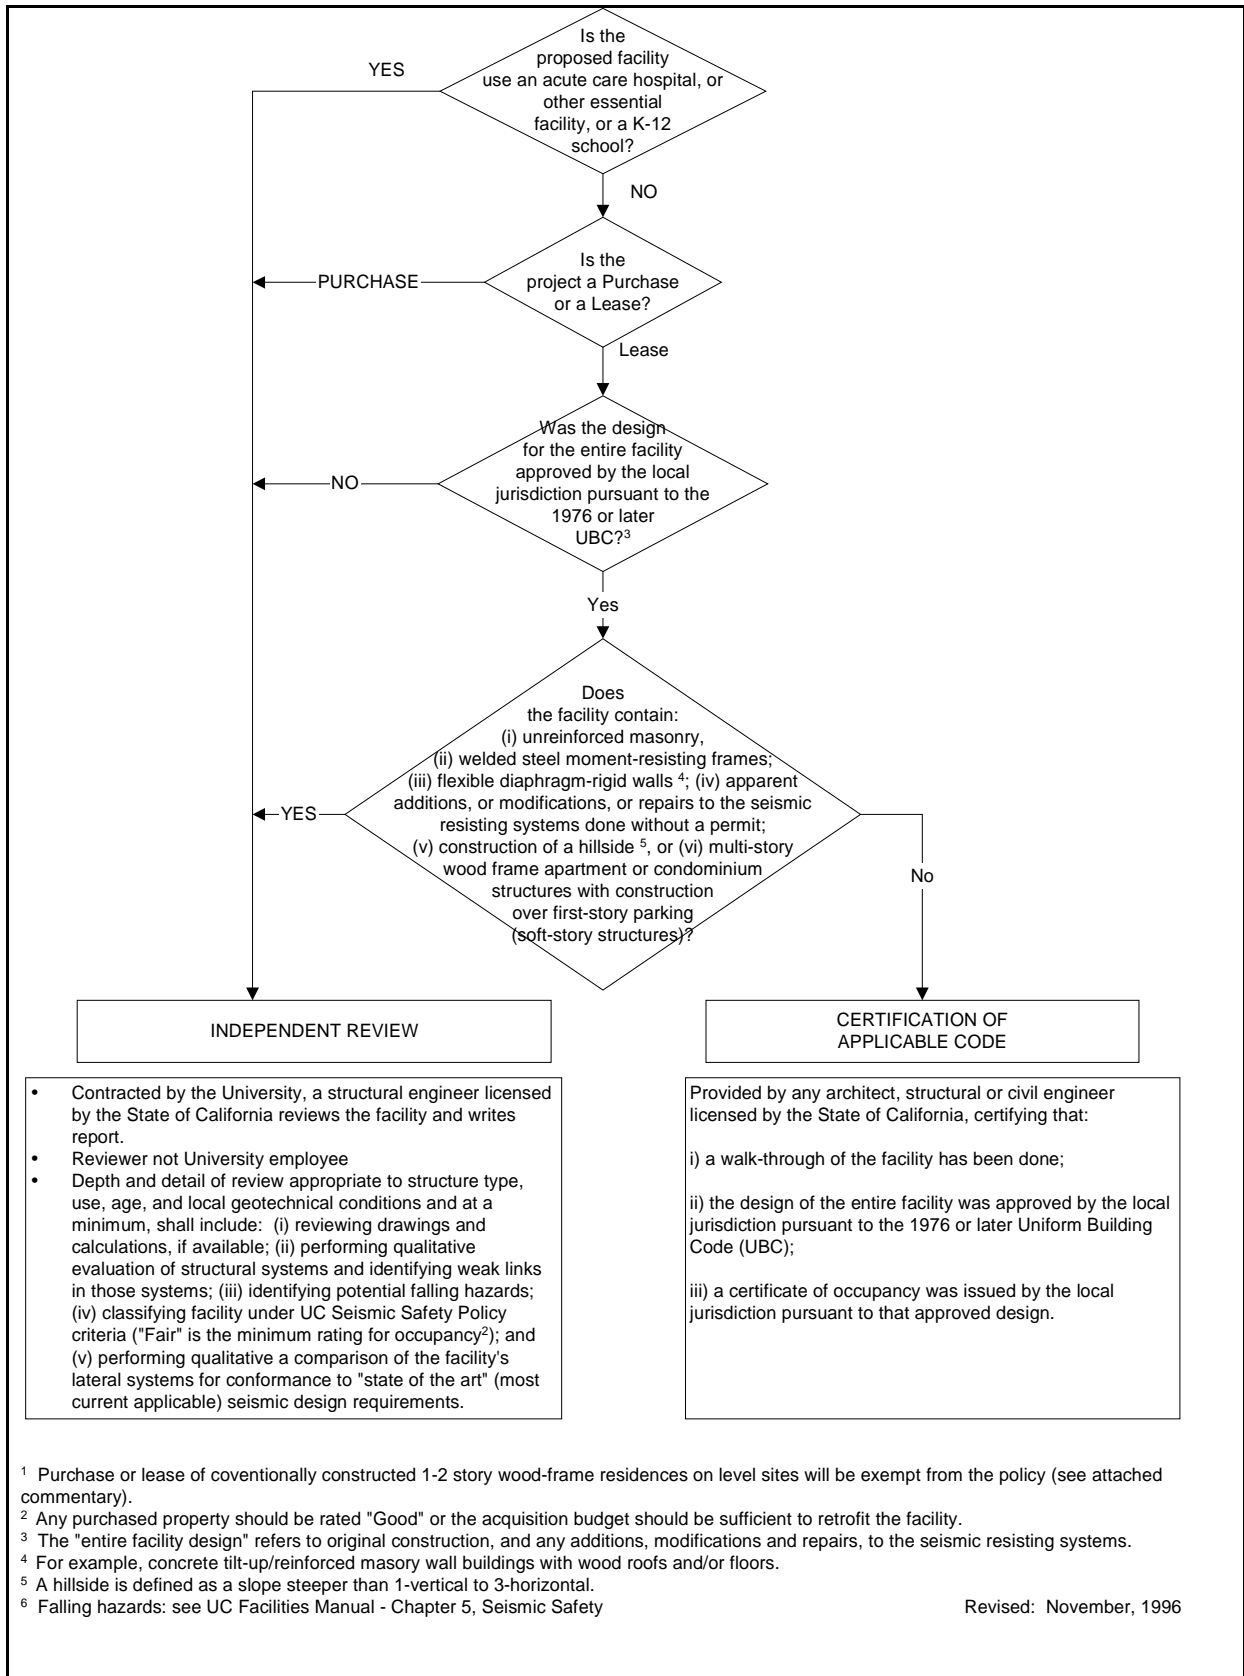 Is the
proposed facility
use an acute care hospital, or
other essential
facility, or a K-12
school?
YES
NO
Is the
project a Purchase
or a Lease?
PURCHASE
Lease
Was the design
for the entire facility
approved by the local
jurisdiction pursuant to the
1976 or later
UBC?3
NO
Yes
Does
the facility contain:
(i) unreinforced masonry,
(ii) welded steel moment-resisting frames;
(iii) flexible diaphragm-rigid walls 4; (iv) apparent
additions, or modifications, or repairs to the seismic
resisting systems done without a permit;
(v) construction of a hillside 5, or (vi) multi-story
wood frame apartment or condominium
structures with construction
over first-story parking
(soft-story structures)?
YES
No
INDEPENDENT REVIEW
• Contracted by the University, a structural engineer licensed
by the State of California reviews the facility and writes
report.
• Reviewer not University employee
• Depth and detail of review appropriate to structure type,
use, age, and local geotechnical conditions and at a
minimum, shall include: (i) reviewing drawings and
calculations, if available; (ii) performing qualitative
evaluation of structural systems and identifying weak links
in those systems; (iii) identifying potential falling hazards;
(iv) classifying facility under UC Seismic Safety Policy
criteria ("Fair" is the minimum rating for occupancy2); and
(v) performing qualitative a comparison of the facility's
lateral systems for conformance to "state of the art" (most
current applicable) seismic design requirements.
CERTIFICATION OF
APPLICABLE CODE
Provided by any architect, structural or civil engineer
licensed by the State of California, certifying that:
i) a walk-through of the facility has been done;
ii) the design of the entire facility was approved by the local
jurisdiction pursuant to the 1976 or later Uniform Building
Code (UBC);
iii) a certificate of occupancy was issued by the local
jurisdiction pursuant to that approved design.
1 Purchase or lease of coventionally constructed 1-2 story wood-frame residences on level sites will be exempt from the policy (see attached
commentary).
2 Any purchased property should be rated "Good" or the acquisition budget should be sufficient to retrofit the facility.
3 The "entire facility design" refers to original construction, and any additions, modifications and repairs, to the seismic resisting systems.
4 For example, concrete tilt-up/reinforced masory wall buildings with wood roofs and/or floors.
5 A hillside is defined as a slope steeper than 1-vertical to 3-horizontal.
6 Falling hazards: see UC Facilities Manual - Chapter 5, Seismic Safety
Revised: November, 1996